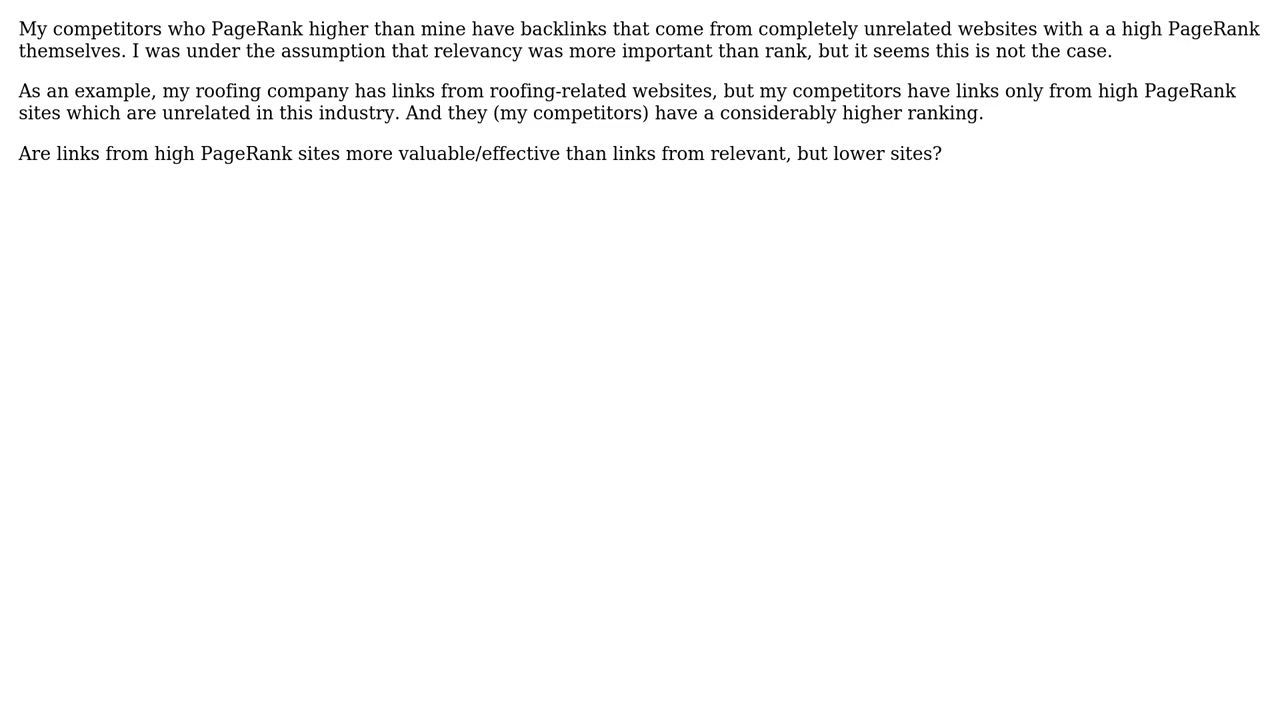 My competitors who PageRank higher than mine have backlinks that come from completely unrelated websites with a a high PageRank
themselves. I was under the assumption that relevancy was more important than rank, but it seems this is not the case.
As an example, my roofing company has links from roofing-related websites, but my competitors have links only from high PageRank
sites which are unrelated in this industry. And they (my competitors) have a considerably higher ranking.
Are links from high PageRank sites more valuable/effective than links from relevant, but lower sites?